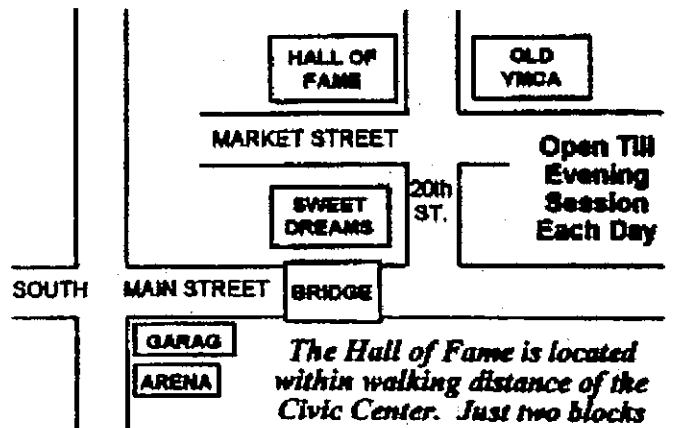 HALL OF
FAME
OLD
YMCA
MARKET STREET
Open Till
Evening
Session
Each Day
20th
ST.
SWEET
DREAMS
SOUTH MAIN STREET
BRIDGE
GARAG
ARENA
The Hall of Fame is located
within walking distance of the
Civic Center. Just two blocks